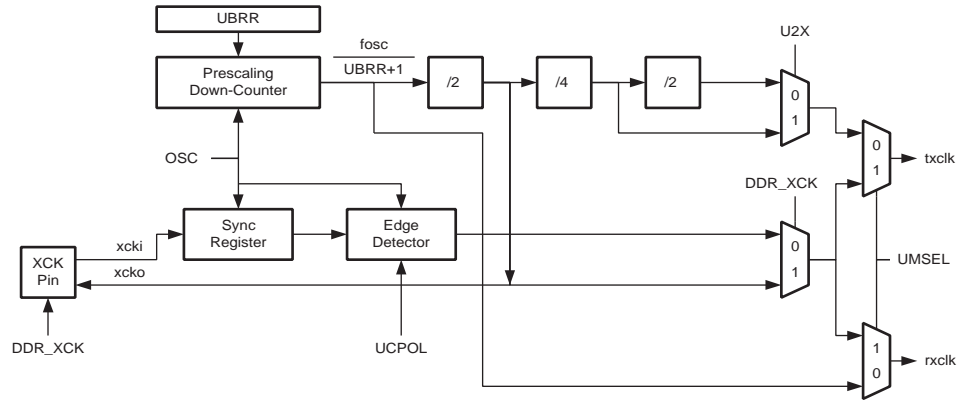 UBRR
fosc
UBRR+1
U2X
Prescaling
Down-Counter
/2
/4
/2
0
1
OSC
0
1
txclk
DDR_XCK
Sync
Register
Edge
Detector
xcki
XCK
Pin
xcko
0
1
UMSEL
DDR_XCK
UCPOL
1
0
rxclk